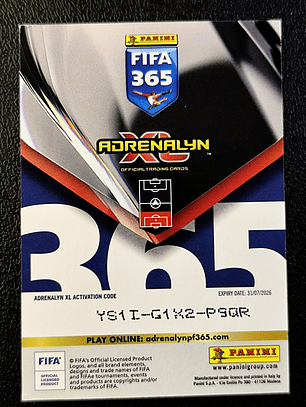 PANINI
FIFA
365
ADRENALYN
XL™
OFFICIAL TRADING CARDS
365
ADRENALYN XL ACTIVATION CODE
EXPIRY DATE: 31/07/2026
YS1I-G1X2-P9QR
PLAY ONLINE: adrenalynpf365.com
FIFA®
OFFICIAL
LICENSED
PRODUCT
© FIFA's Official Licensed Product
Logos, and all brand elements,
designs and trade names of FIFA
and FIFAe tournaments, events
and products are copyrights and/or
trademarks of FIFA.
PANINI
www.paninigroup.com
Manufactured under licence and printed in Italy by
Panini S.p.A. - V.le Emilio Po 380 - 41126 Modena